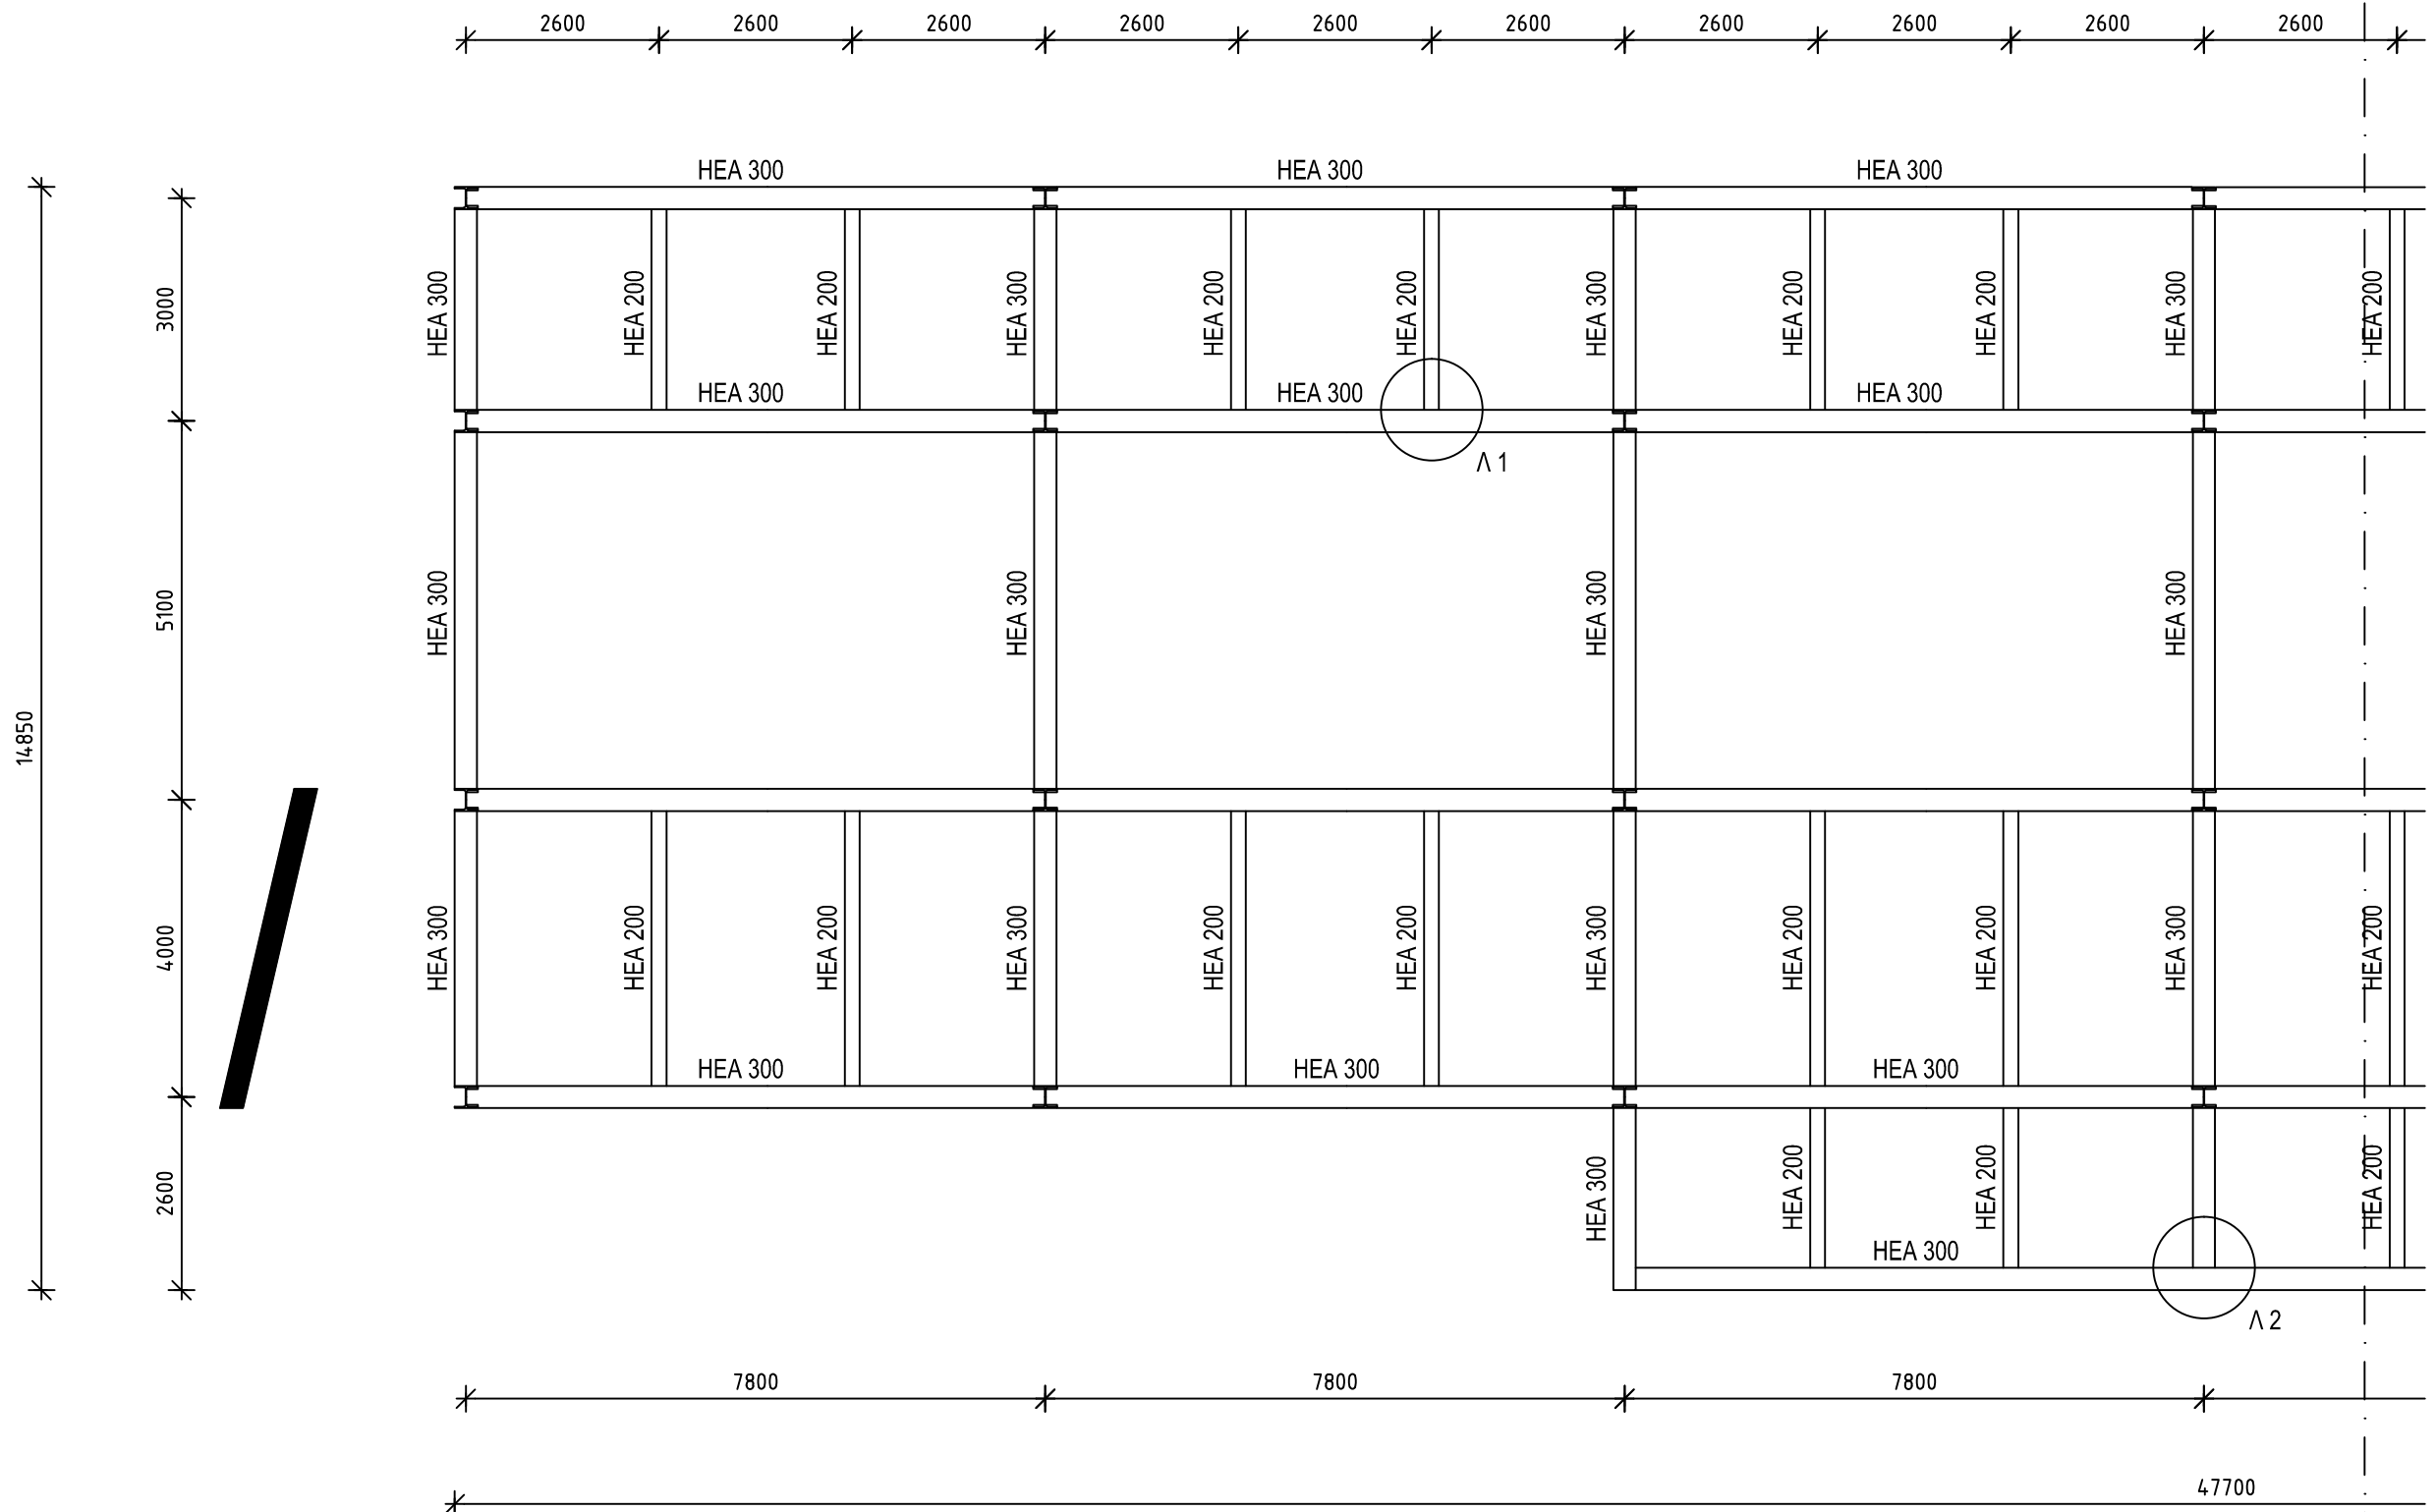 2600 2600 2600 2600 2600 2600 2600 2600 2600 2600
HEA 300 HEA 300 HEA 300
3000
HEA 300 HEA 200 HEA 200 HEA 300 HEA 200 HEA 200 HEA 300 HEA 200 HEA 200 HEA 300 HEA 200
HEA 300 HEA 300 HEA 300
Λ 1
5100
HEA 300 HEA 300 HEA 300 HEA 300
14850
4000
HEA 300 HEA 200 HEA 200 HEA 300 HEA 200 HEA 200 HEA 300 HEA 200 HEA 200 HEA 300 HEA 200
HEA 300 HEA 300 HEA 300
2600
HEA 300 HEA 200 HEA 200 HEA 200
HEA 300
Λ 2
7800 7800 7800
47700